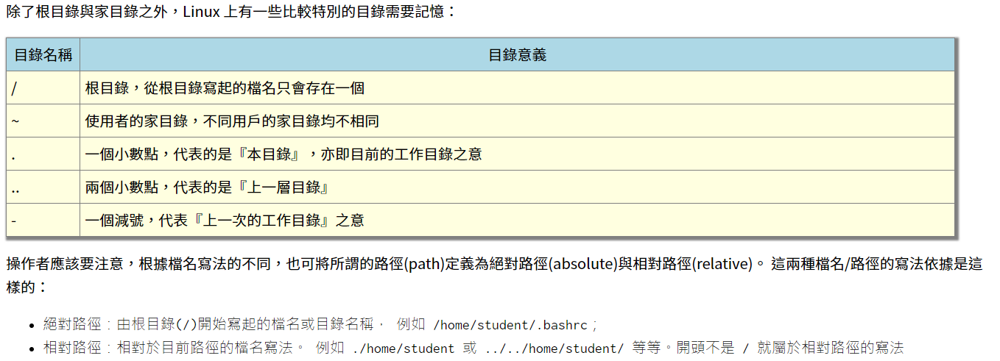 除了根目錄與家目錄之外，Linux 上有一些比較特別的目錄需要記憶：
目錄名稱 目錄意義
/ 根目錄，從根目錄寫起的檔名只會存在一個
~ 使用者的家目錄，不同用戶的家目錄均不相同
. 一個小數點，代表的是『本目錄』，亦即目前的工作目錄之意
.. 兩個小數點，代表的是『上一層目錄』
- 一個減號，代表『上一次的工作目錄』之意
操作者應該要注意，根據檔名寫法的不同，也可將所謂的路徑(path)定義為絕對路徑(absolute)與相對路徑(relative)。 這兩種檔名/路徑的寫法依據是這
樣的：
• 絕對路徑：由根目錄(/)開始寫起的檔名或目錄名稱， 例如 /home/student/.bashrc；
• 相對路徑：相對於目前路徑的檔名寫法。 例如 ./home/student 或 ../../home/student/ 等等。開頭不是 / 就屬於相對路徑的寫法